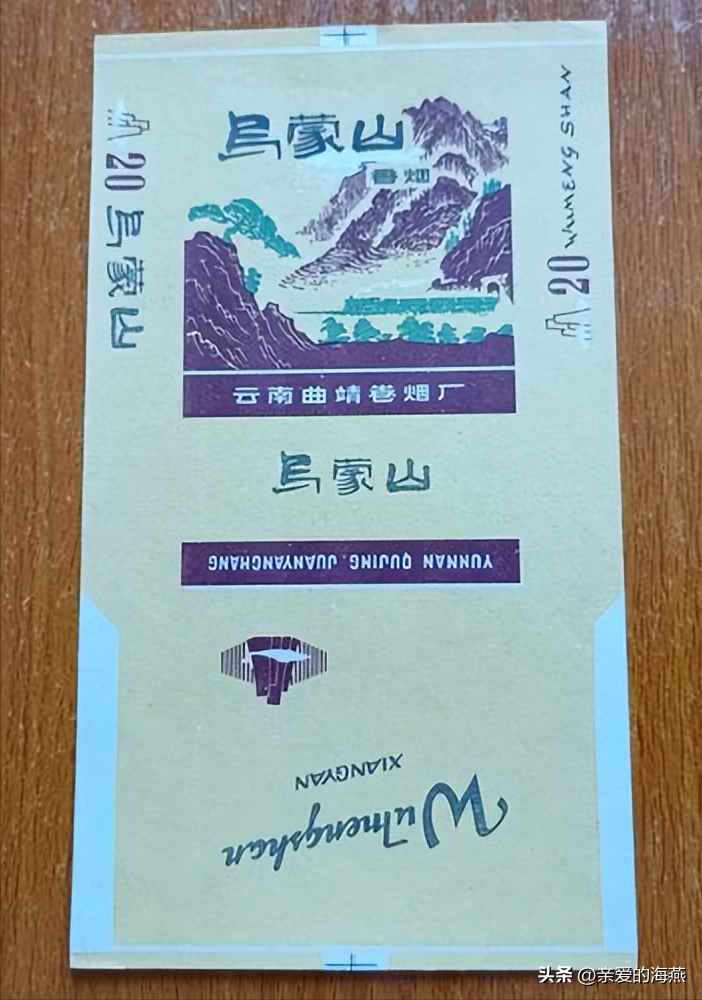 乌蒙山
香烟
20 乌蒙山
WUMENG SHAN
20
云南曲靖卷烟厂
乌蒙山
YUNNAN QUJING. JUANYANCHANG
XIANGYAN
Wumengshan
头条 @亲爱的海燕